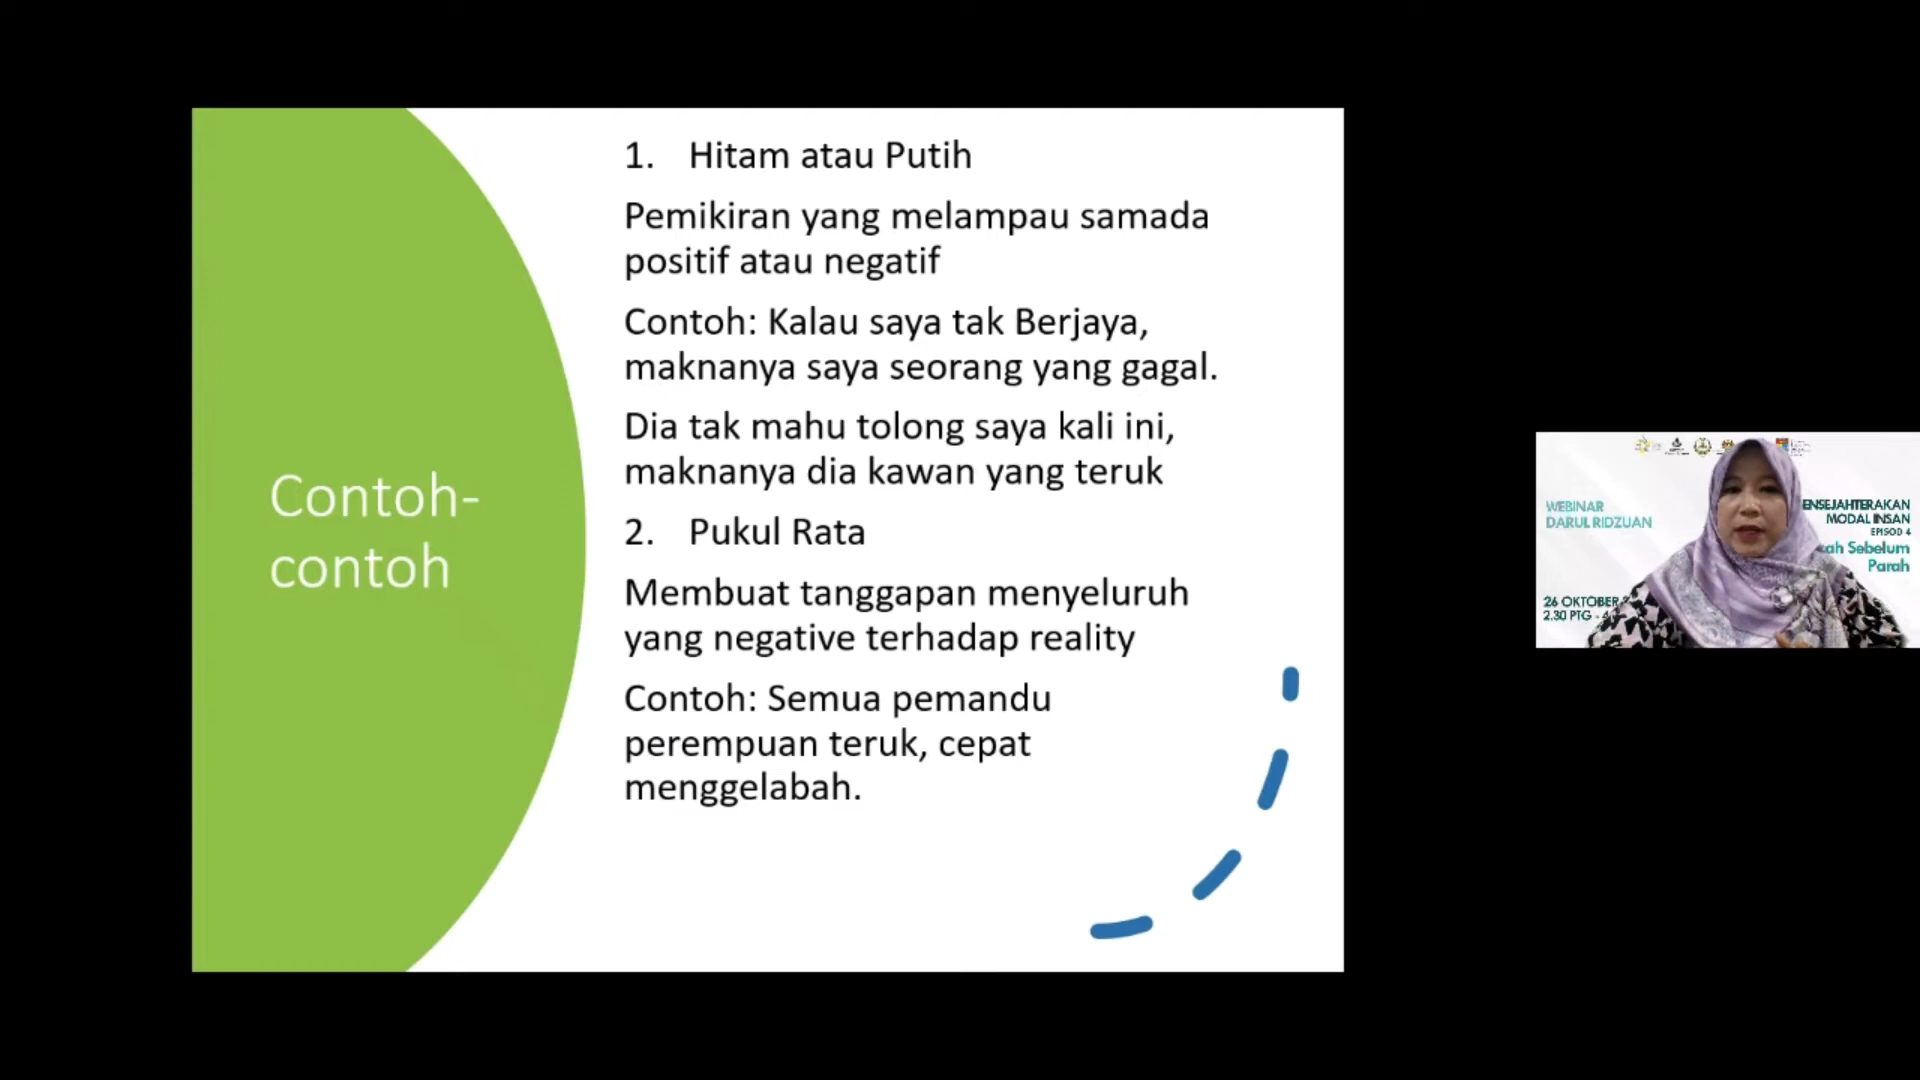 Contoh-
contoh
1. Hitam atau Putih
Pemikiran yang melampau samada
positif atau negatif
Contoh: Kalau saya tak Berjaya,
maknanya saya seorang yang gagal.
Dia tak mahu tolong saya kali ini,
maknanya dia kawan yang teruk
2. Pukul Rata
Membuat tanggapan menyeluruh
yang negative terhadap reality
Contoh: Semua pemandu
perempuan teruk, cepat
menggelabah.
WEBINAR
DARUL RIDZUAN
26 OKTOBER
2.30 PTG -
ENSEJAHTERAKAN
MODAL INSAN
EPISOD 4
ah Sebelum
Parah